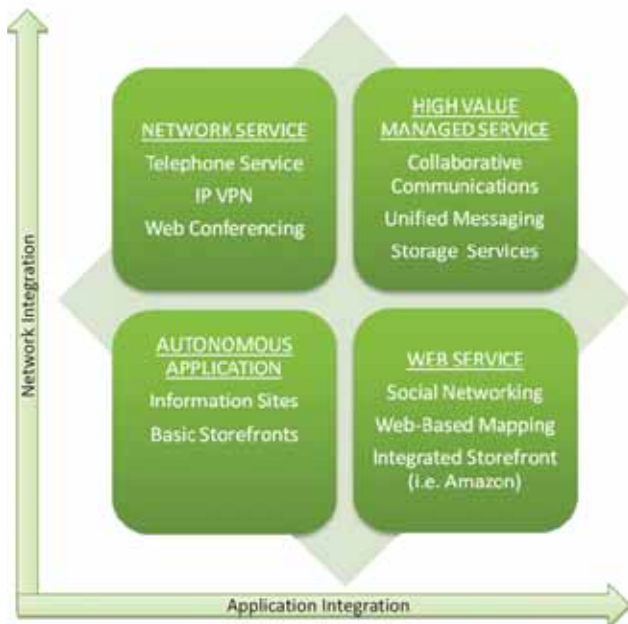 NETWORK SERVICE
Telephone Service
IP VPN
Web Conferencing
HIGH VALUE
MANAGED SERVICE
Collaborative
Communications
Unified Messaging
Storage Services
AUTONOMOUS
APPLICATION
Information Sites
Basic Storefronts
WEB SERVICE
Social Networking
Web-Based Mapping
Integrated Storefront
(i.e. Amazon)
Network Integration
Application Integration